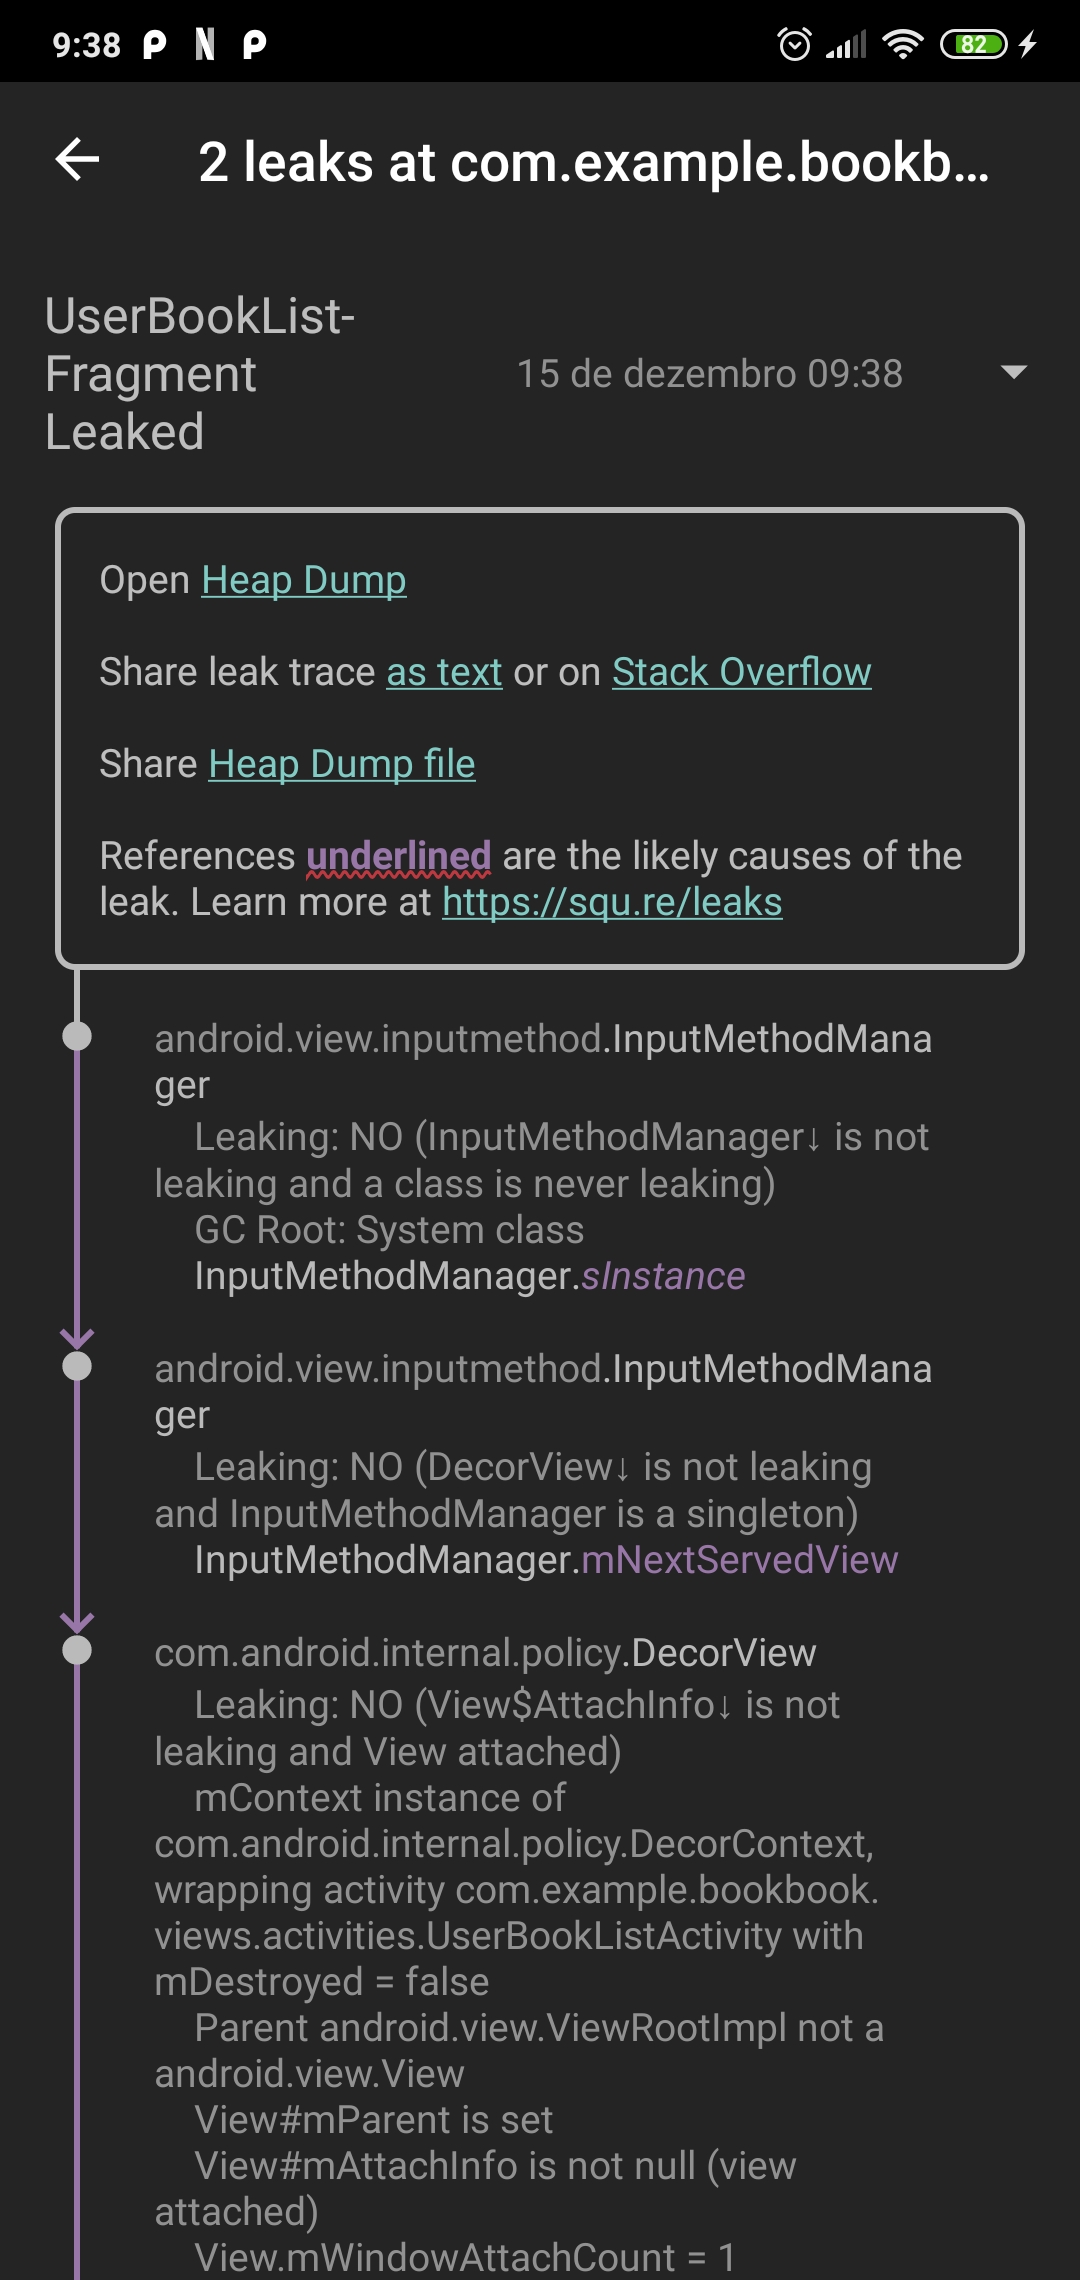 9:38
82
2 leaks at com.example.bookb...
UserBookList-
Fragment
Leaked
15 de dezembro 09:38
Open Heap Dump
Share leak trace as text or on Stack Overflow
Share Heap Dump file
References underlined are the likely causes of the
leak. Learn more at https://squ.re/leaks
android.view.inputmethod.InputMethodMana
ger
Leaking: NO (InputMethodManager↓ is not
leaking and a class is never leaking)
GC Root: System class
InputMethodManager.sInstance
android.view.inputmethod.InputMethodMana
ger
Leaking: NO (DecorView↓ is not leaking
and InputMethodManager is a singleton)
InputMethodManager.mNextServedView
com.android.internal.policy.DecorView
Leaking: NO (View$AttachInfo↓ is not
leaking and View attached)
mContext instance of
com.android.internal.policy.DecorContext,
wrapping activity com.example.bookbook.
views.activities.UserBookListActivity with
mDestroyed = false
Parent android.view.ViewRootImpl not a
android.view.View
View#mParent is set
View#mAttachInfo is not null (view
attached)
View.mWindowAttachCount = 1